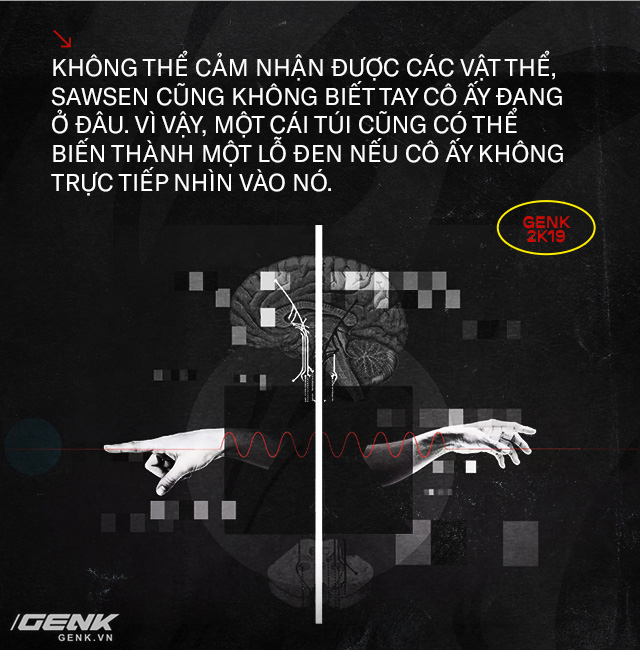 KHÔNG THỂ CẢM NHẬN ĐƯỢC CÁC VẬT THỂ,
SAWSEN CŨNG KHÔNG BIẾT TAY CÔ ẤY ĐANG
Ở ĐÂU. VÌ VẬY, MỘT CÁI TÚI CŨNG CÓ THỂ
BIẾN THÀNH MỘT LỖ ĐEN NẾU CÔ ẤY KHÔNG
TRỰC TIẾP NHÌN VÀO NÓ.
GENK
2K19
/GENK
GENK.VN